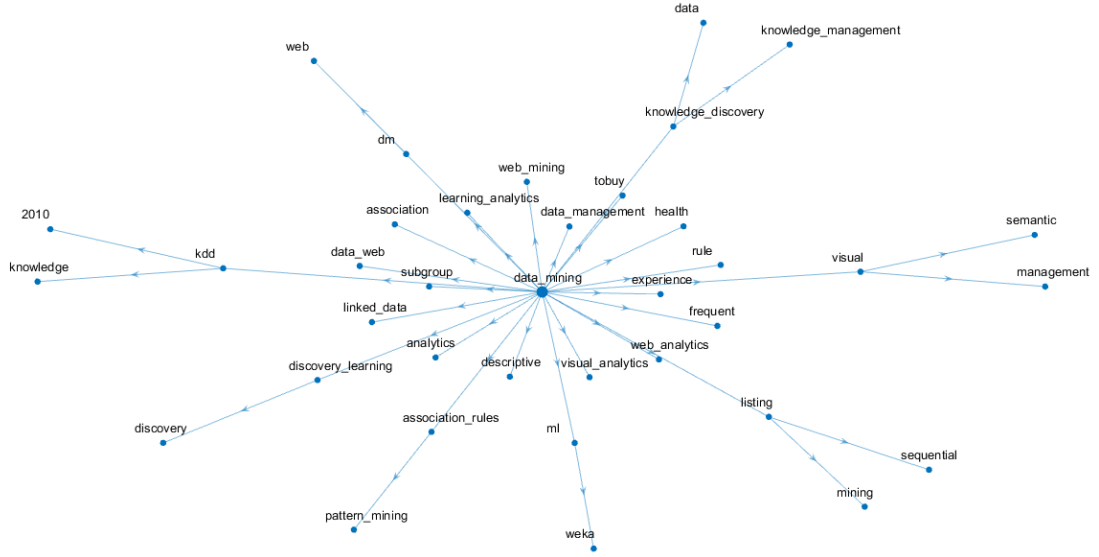 data
knowledge_management
web
knowledge_discovery
dm
web_mining
tobuy
learning_analytics
association
data_management
health
2010
semantic
kdd
data_web
rule
visual
knowledge
subgroup
data_mining
experience
management
linked_data
frequent
analytics
web_analytics
discovery_learning
descriptive
visual_analytics
listing
association_rules
discovery
ml
sequential
mining
pattern_mining
weka